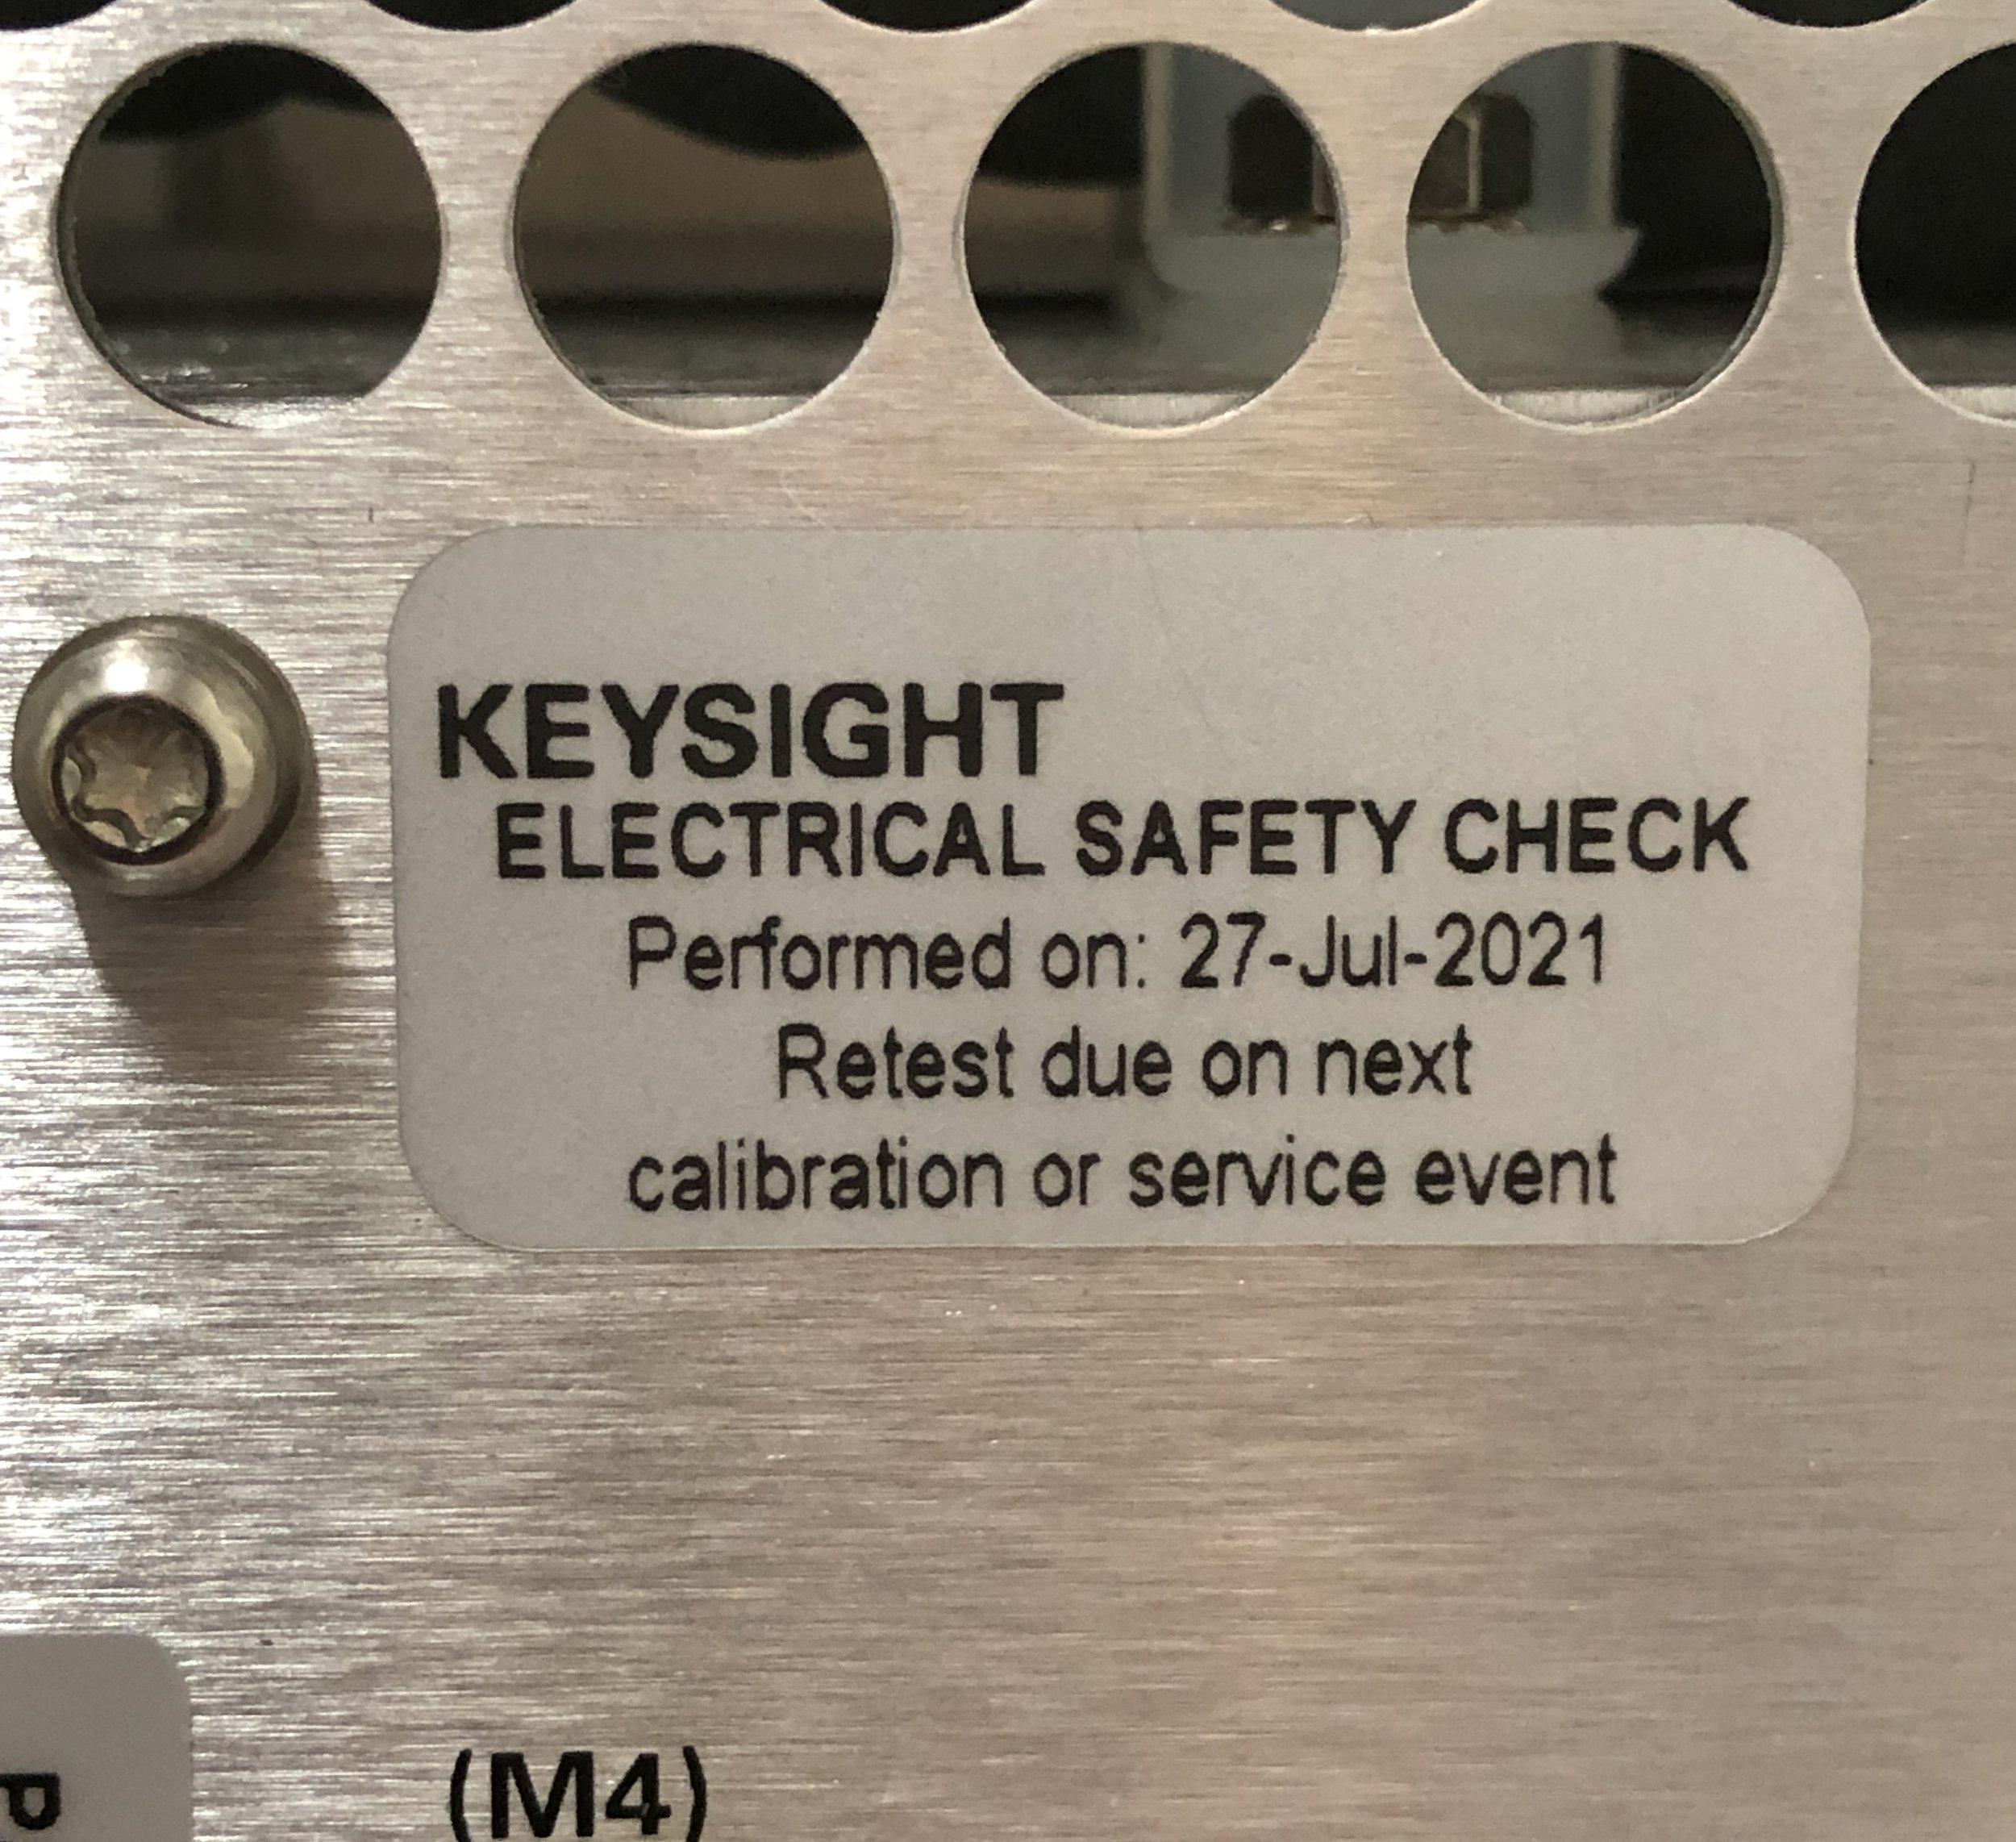 KEYSIGHT
ELECTRICAL SAFETY CHECK
Performed on: 27-Jul-2021
Retest due on next
calibration or service event
P
(M4)